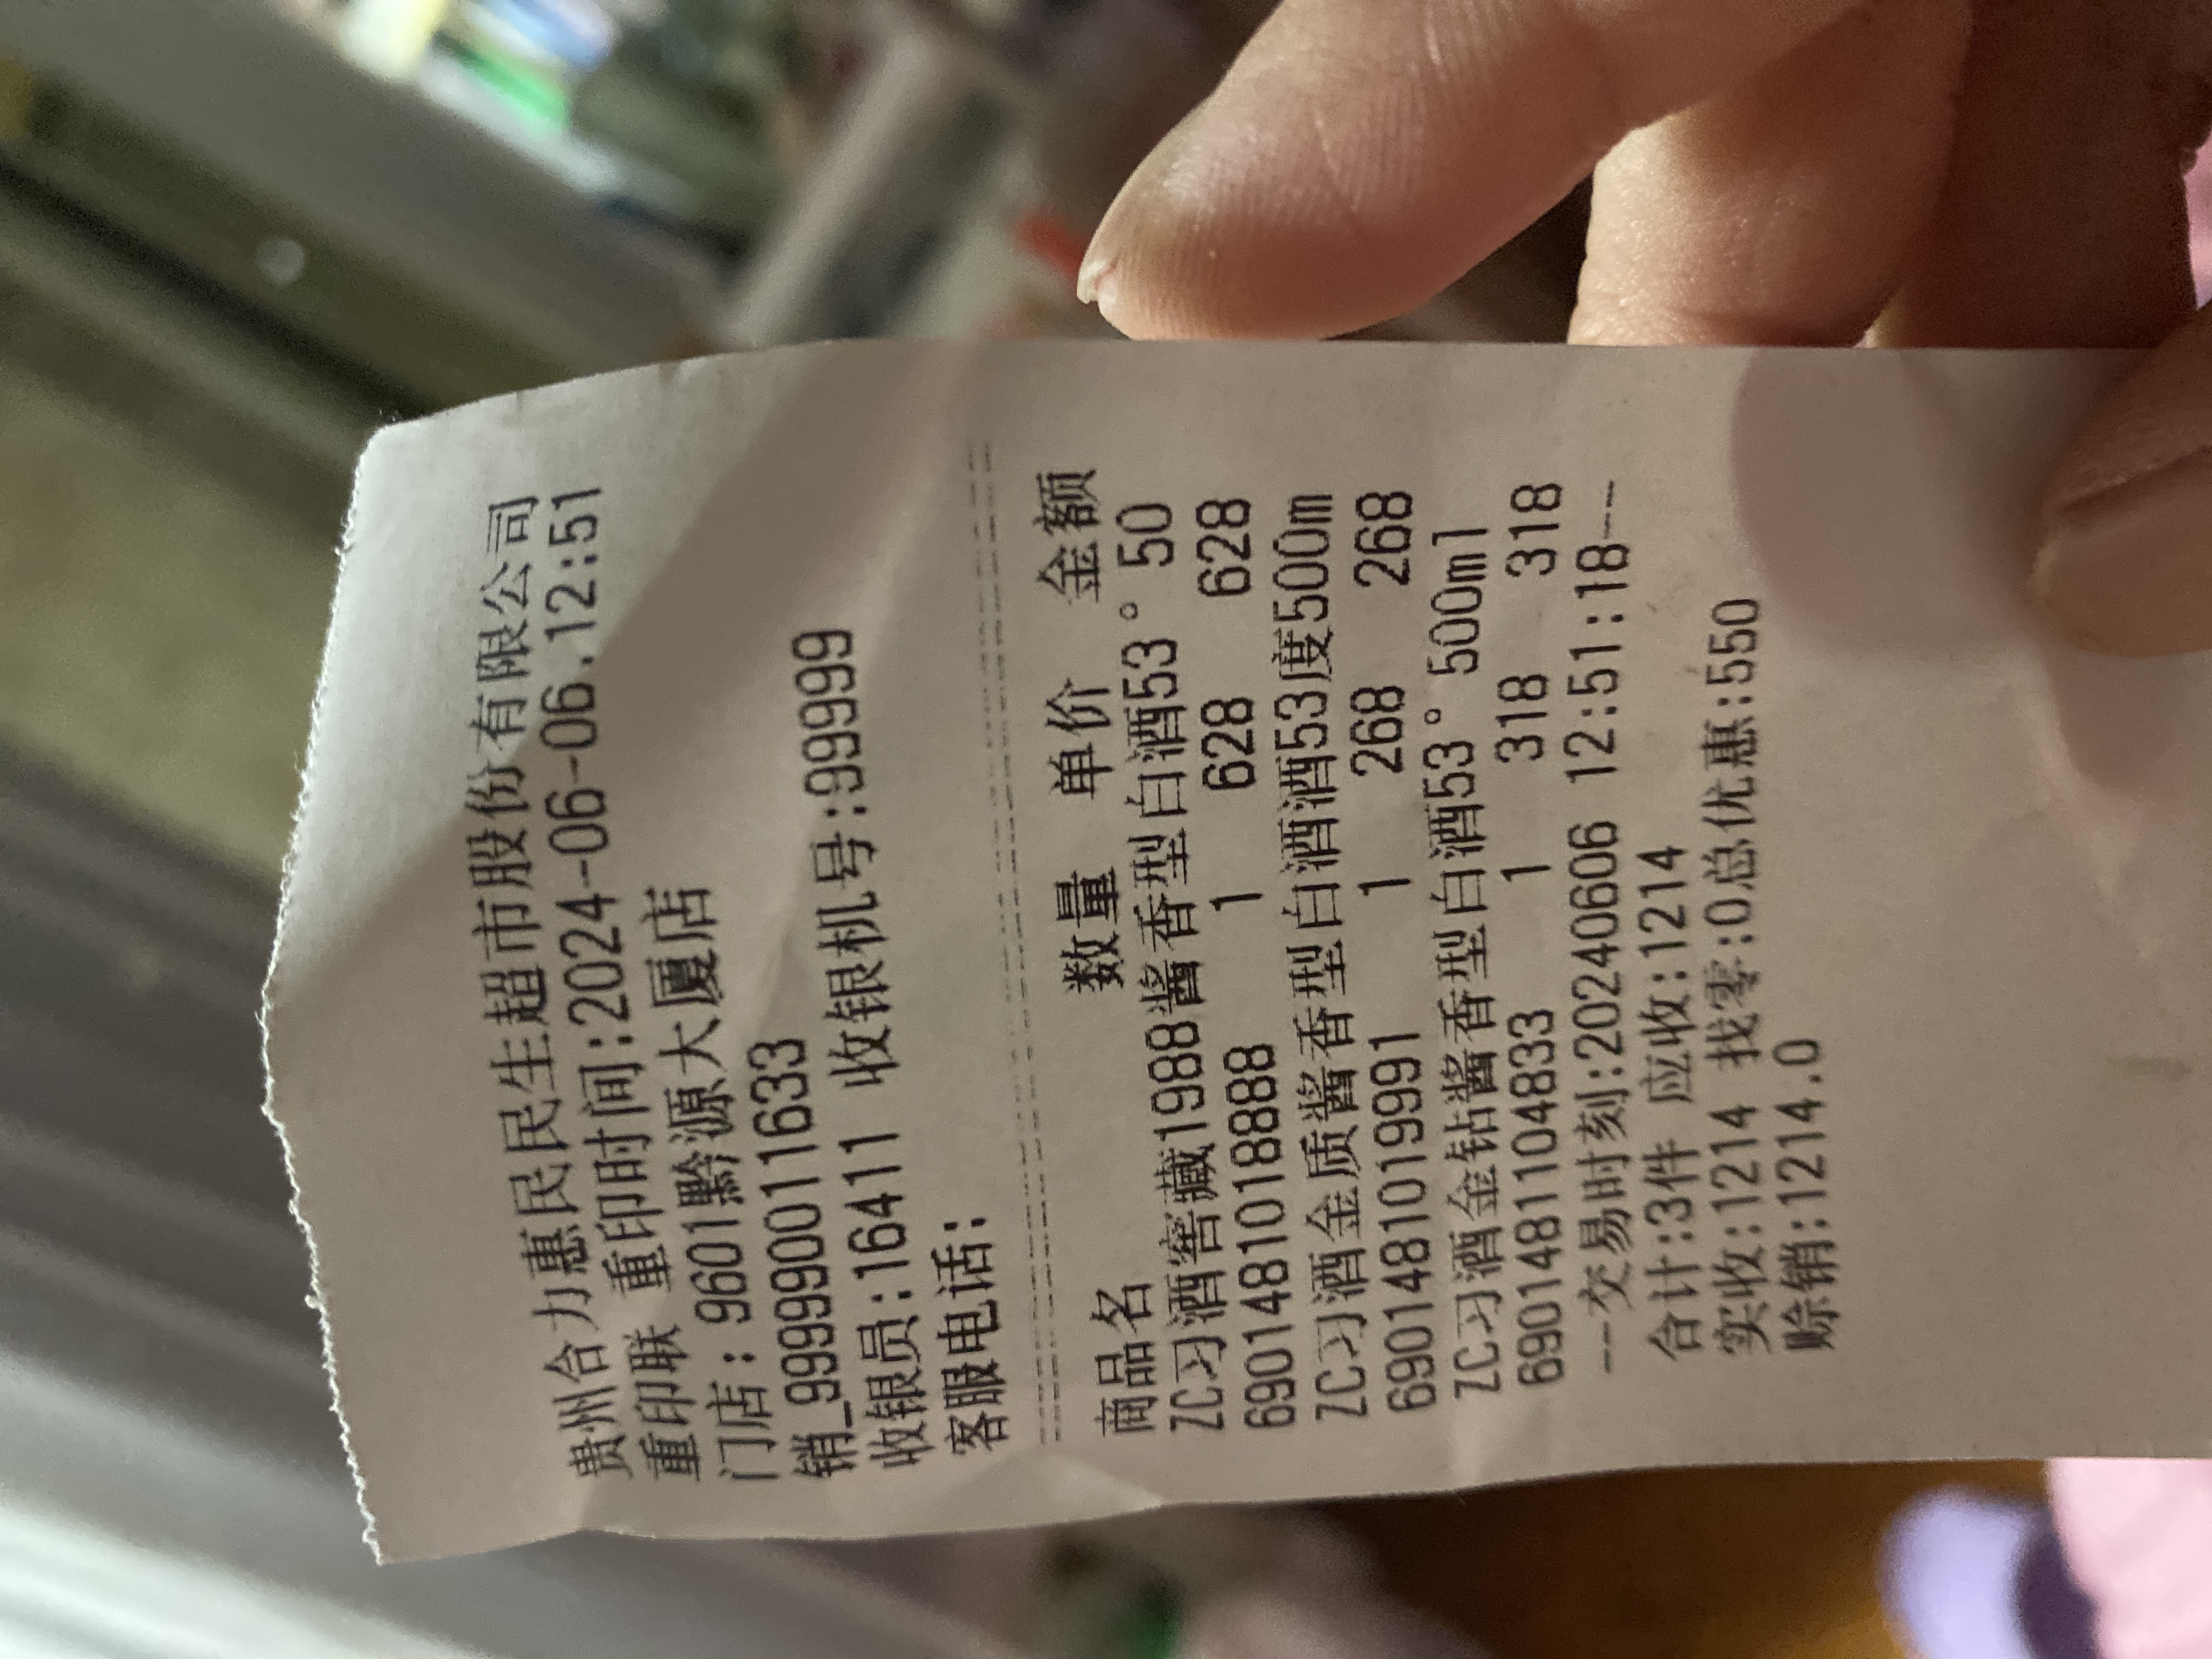 贵州合力惠民民生超市股份有限公司
重印联 重印时间:2024-06-06.12:51
门店: 9601黔源大厦店
销_999990011633
收银员:16411 收银机号:99999
客服电话:
商品名 数量 单价 金额
ZC习酒窖藏1988酱香型白酒53° 50
6901481018888 1 628 628
ZC习酒金质酱香型白酒酒53度500m
6901481019991 1 268 268
ZC习酒金钻酱香型白酒53° 500ml
6901481104833 1 318 318
--交易时刻:20240606 12:51:18---
合计:3件 应收:1214
实收:1214 找零:0总优惠:550
赊销:1214.0